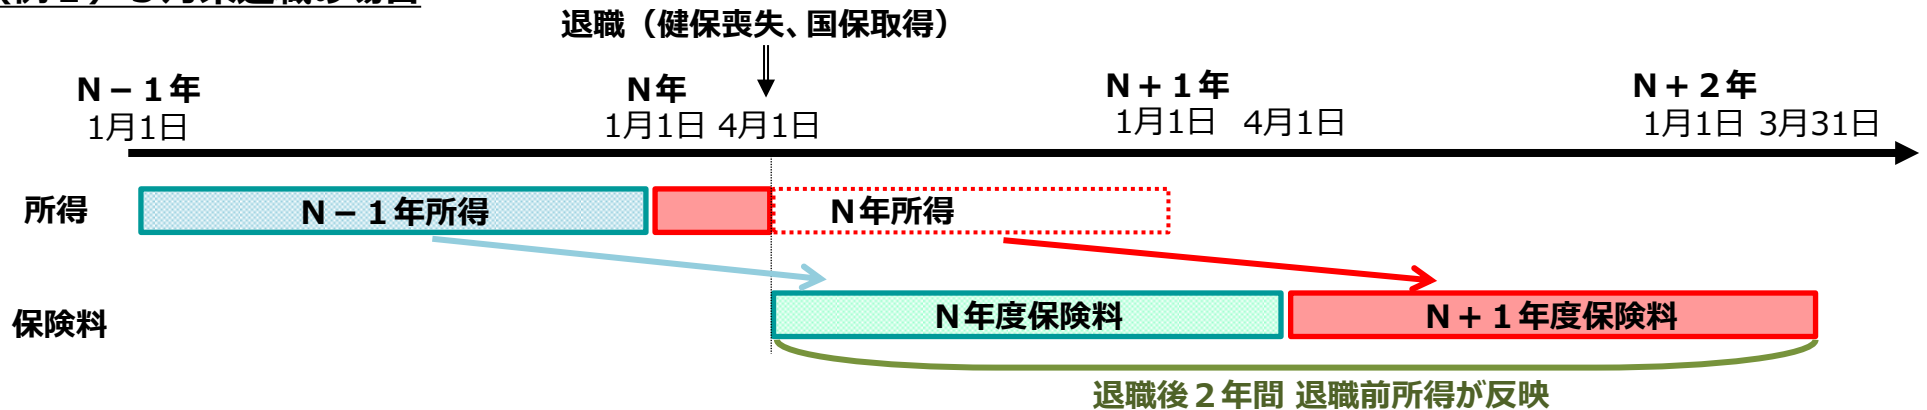 退職（健保喪失、国保取得）
N－１年
N年
N＋１年
N＋２年
1月1日
1月1日 4月1日
1月1日 4月1日
1月1日 3月31日
所得
N－１年所得
N年所得
保険料
N年度保険料
N＋１年度保険料
退職後２年間 退職前所得が反映